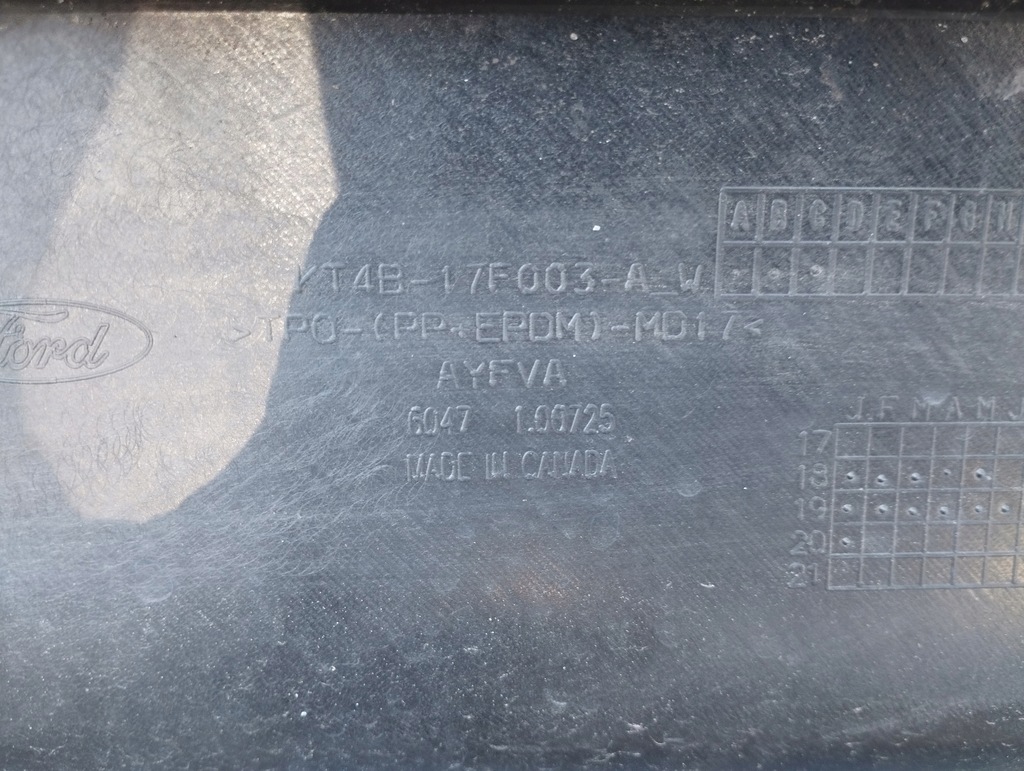 A B C D E F G H
KT4B-17F003-A_W
Ford
>TPO-(PP+EPDM)-MD17<
AYFVA
6047 1.06725
MADE IN CANADA
J F M A M J
17
18
19
20
21